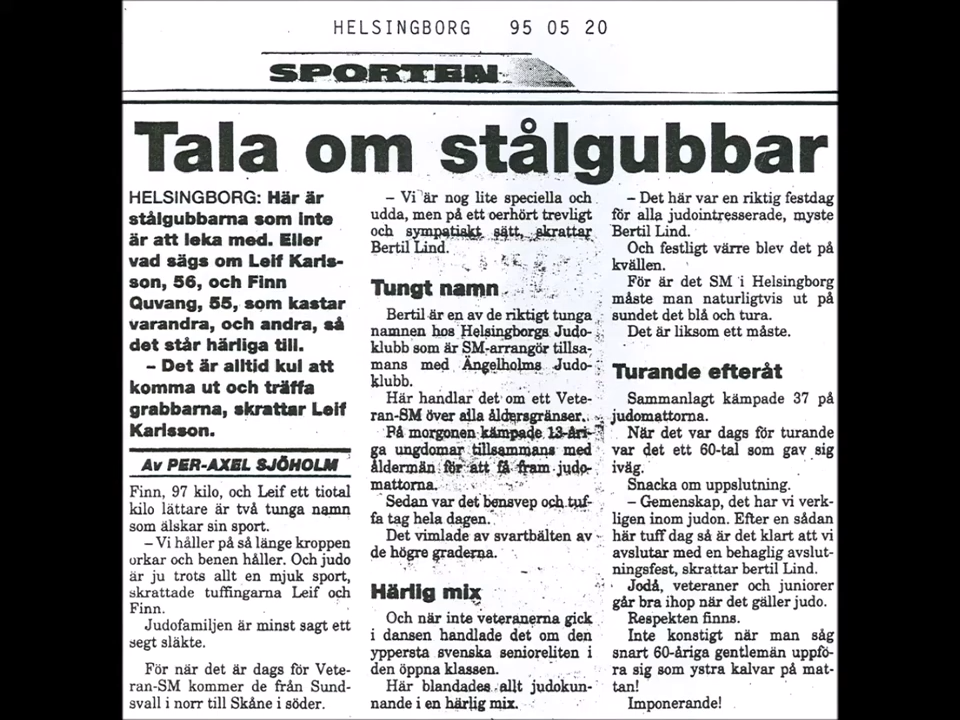 HELSINGBORG 95 05 20
SPORTEN
Tala om stålgubbar
HELSINGBORG: Här är
stålgubbarna som inte
är att leka med. Eller
vad sägs om Leif Karls-
son, 56, och Finn
Quvang, 55, som kastar
varandra, och andra, så
det står härliga till.
– Det är alltid kul att
komma ut och träffa
grabbarna, skrattar Leif
Karlsson.
Av PER-AXEL SJÖHOLM
Finn, 97 kilo, och Leif ett tiotal
kilo lättare är två tunga namn
som älskar sin sport.
– Vi håller på så länge kroppen
orkar och benen håller. Och judo
är ju trots allt en mjuk sport,
skrattade tuffingarna Leif och
Finn.
Judofamiljen är minst sagt ett
segt släkte.
För när det är dags för Vete-
ran-SM kommer de från Sund-
svall i norr till Skåne i söder.
– Vi är nog lite speciella och
udda, men på ett oerhört trevligt
och sympatiskt sätt, skrattar
Bertil Lind.
Tungt namn
Bertil är en av de riktigt tunga
namnen hos Helsingborgs Judo-
klubb som är SM-arrangör tillsa-
mans med Ängelholms Judo-
klubb.
Här handlar det om ett Vete-
ran-SM över alla åldersgränser.
På morgonen kämpade 13-åri-
ga ungdomar tillsammans med
åldermän för att få fram judo-
mattorna.
Sedan var det bensvep och tuf-
fa tag hela dagen.
Det vimlade av svartbälten av
de högre graderna.
Härlig mix
Och när inte veteranerna gick
i dansen handlade det om den
yppersta svenska senioreliten i
den öppna klassen.
Här blandades allt judokun-
nande i en härlig mix.
– Det här var en riktig festdag
för alla judointresserade, myste
Bertil Lind.
Och festligt värre blev det på
kvällen.
För är det SM i Helsingborg
måste man naturligtvis ut på
sundet det blå och tura.
Det är liksom ett måste.
Turande efteråt
Sammanlagt kämpade 37 på
judomattorna.
När det var dags för turande
var det ett 60-tal som gav sig
iväg.
Snacka om uppslutning.
– Gemenskap, det har vi verk-
ligen inom judon. Efter en sådan
här tuff dag så är det klart att vi
avslutar med en behaglig avslut-
ningsfest, skrattar bertil Lind.
Jodå, veteraner och juniorer
går bra ihop när det gäller judo.
Respekten finns.
Inte konstigt när man såg
snart 60-åriga gentlemän uppfö-
ra sig som ystra kalvar på mat-
tan!
Imponerande!